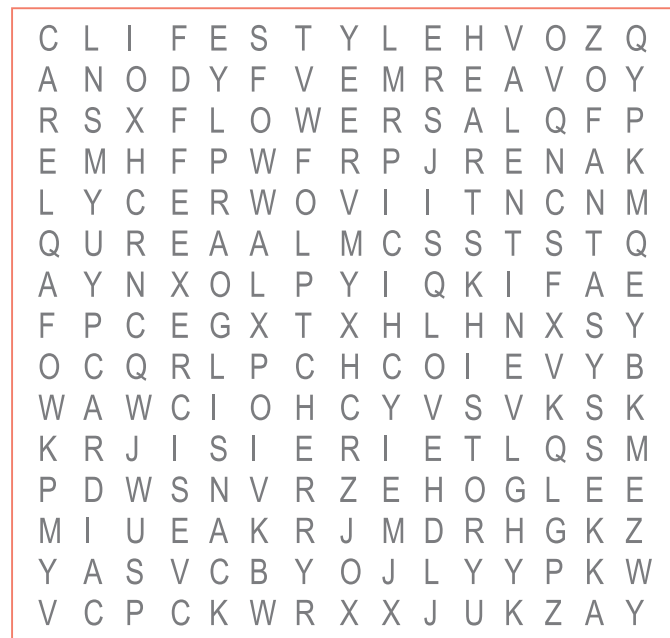 C L I F E S T Y L E H V O Z Q
A N O D Y F V E M R E A V O Y
R S X F L O W E R S A L Q F P
E M H F P W F R P J R E N A K
L Y C E R W O V I I T N C N M
Q U R E A A L M C S S T S T Q
A Y N X O L P Y I Q K I F A E
F P C E G X T X H L H N X S Y
O C Q R L P C H C O I E V Y B
W A W C I O H C Y V S V K S K
K R J I S I E R I E T L Q S M
P D W S N V R Z E H O G L E E
M I U E A K R J M D R H G K Z
Y A S V C B Y O J L Y Y P K W
V C P C K W R X X J U K Z A Y